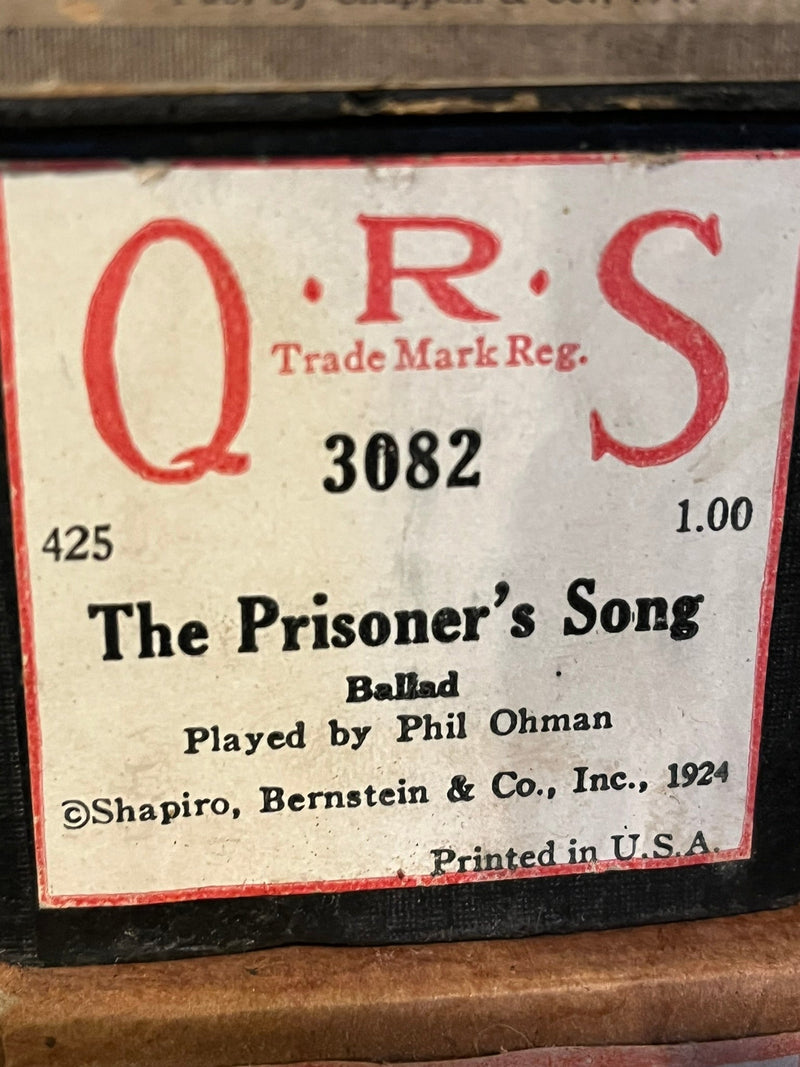 Q·R·S
Trade Mark Reg.
3082
425
1.00
The Prisoner's Song
Ballad
Played by Phil Ohman
©Shapiro, Bernstein & Co., Inc., 1924
Printed in U.S.A.